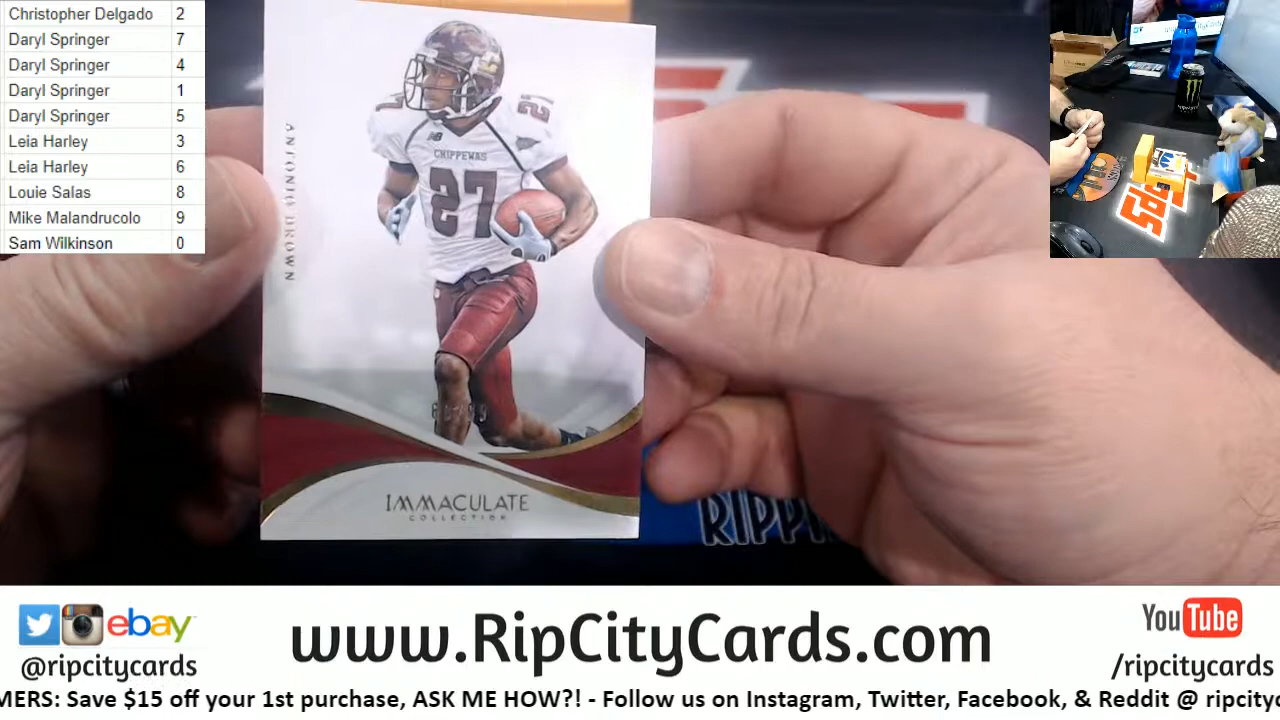 Christopher Delgado 2
Daryl Springer 7
Daryl Springer 4
Daryl Springer 1
Daryl Springer 5
Leia Harley 3
Leia Harley 6
Louie Salas 8
Mike Malandrucolo 9
Sam Wilkinson 0
ANTONIO BROWN
27
NB
CHIPPEWAS
27
IMMACULATE
COLLECTION
RIPPI
ebay
@ripcitycards
www.RipCityCards.com
YouTube
/ripcitycards
MERS: Save $15 off your 1st purchase, ASK ME HOW?! - Follow us on Instagram, Twitter, Facebook, & Reddit @ ripcityc